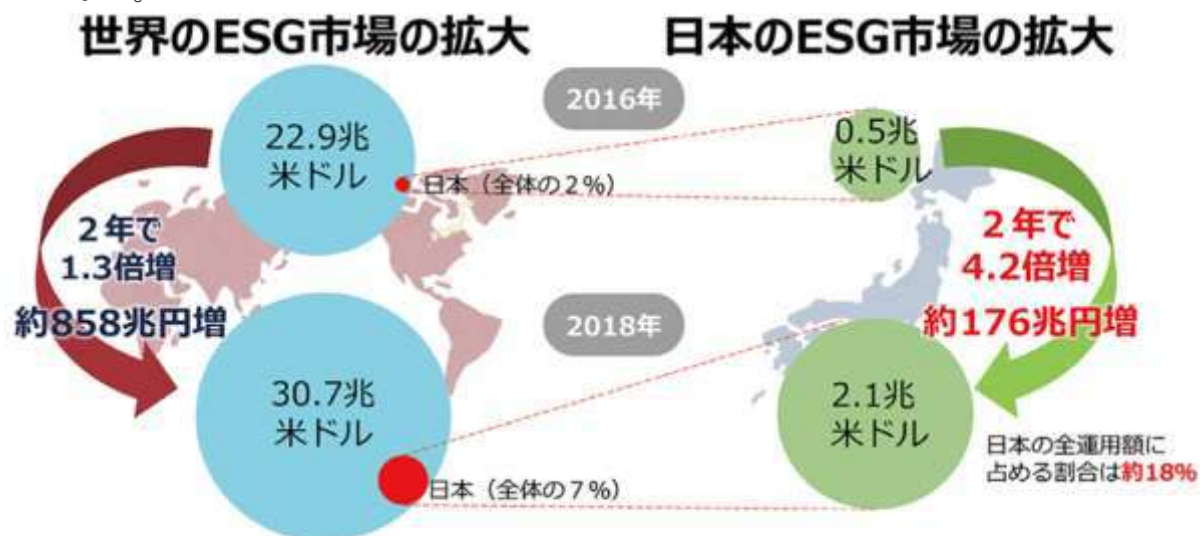 世界のESG市場の拡大
日本のESG市場の拡大
2016年
22.9兆
米ドル
日本（全体の２％）
0.5兆
米ドル
２年で
1.3倍増
約858兆円増
２年で
4.2倍増
約176兆円増
2018年
30.7兆
米ドル
日本（全体の７％）
2.1兆
米ドル
日本の全運用額に
占める割合は約18%